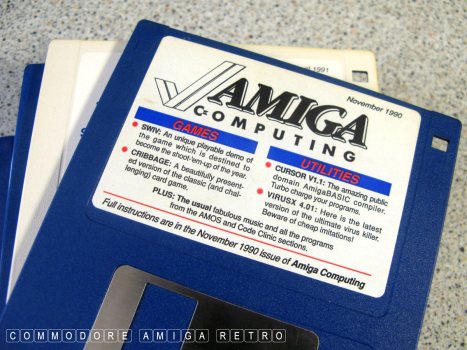 1991
November 1990
AMIGA
COMPUTING
GAMES
• SWIV: An unique playable demo of
the game which is destined to
become the shoot-'em-up of the year.
• CRIBBAGE: A beautifully present-
ed version of the classic (and chal-
lenging) card game.
UTILITIES
• CURSOR V1.1: The amazing public
domain AmigaBASIC compiler.
Turbo charge your programs.
• VIRUSX 4.01: Here is the latest
version of the ultimate virus killer.
Beware of cheap imitations!
PLUS: The usual fabulous music and all the programs
from the AMOS and Code Clinic sections.
Full instructions are in the November 1990 Issue of Amiga Computing
COMMODORE AMIGA RETRO